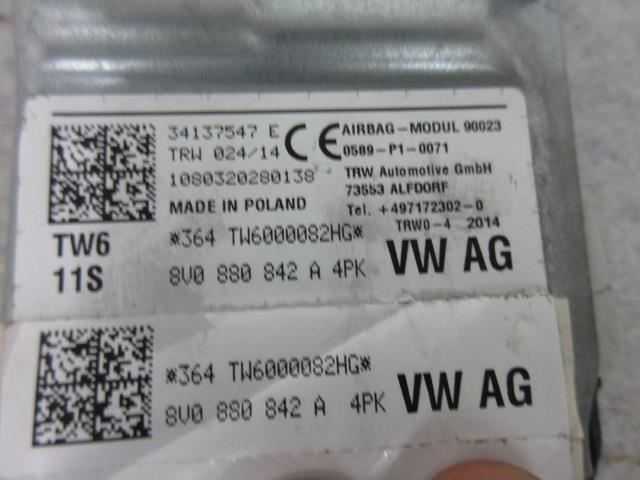 34137547 E
TRW 024/14
1080320280138
MADE IN POLAND
CE
AIRBAG-MODUL 90023
0589-P1-0071
TRW Automotive GmbH
73553 ALFDORF
Tel. +497172302-0
TRWO-4 2014
TW6
11S
*364 TW6000082HG*
8V0 880 842 A 4PK
VW AG
*364 TW6000082HG*
8V0 880 842 A 4PK
VW AG